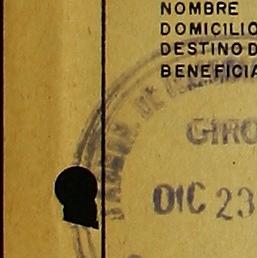 NOMBRE
DOMICILIO
DESTINO D
BENEFICIA
GIRO
DIC 23